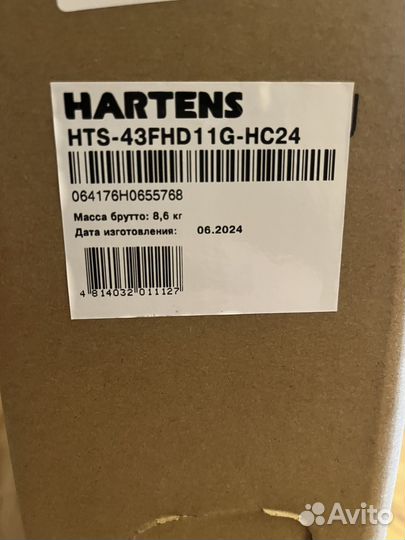 HARTENS
HTS-43FHD11G-HC24
064176H0655768
Масса брутто: 8,6 кг
Дата изготовления: 06.2024
4 814032 011127
Avito